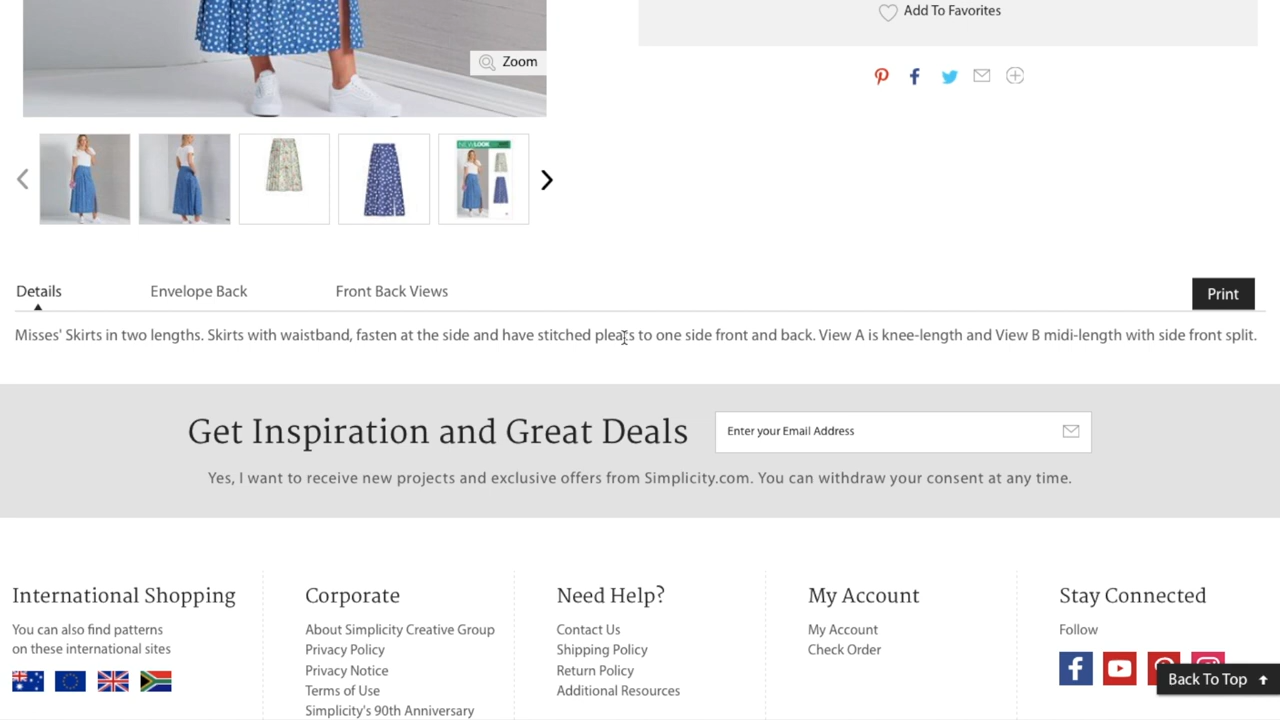 Add To Favorites
Zoom
NEWLOOK
Details
Envelope Back
Front Back Views
Print
Misses' Skirts in two lengths. Skirts with waistband, fasten at the side and have stitched pleats to one side front and back. View A is knee-length and View B midi-length with side front split.
Get Inspiration and Great Deals
Enter your Email Address
Yes, I want to receive new projects and exclusive offers from Simplicity.com. You can withdraw your consent at any time.
International Shopping
You can also find patterns
on these international sites
Corporate
About Simplicity Creative Group
Privacy Policy
Privacy Notice
Terms of Use
Simplicity's 90th Anniversary
Need Help?
Contact Us
Shipping Policy
Return Policy
Additional Resources
My Account
My Account
Check Order
Stay Connected
Follow
Back To Top